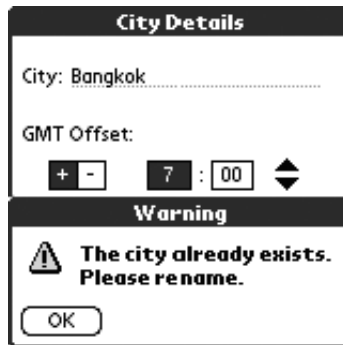 City Details
City: Bangkok
GMT Offset:
+ - 7 : 00
Warning
The city already exists.
Please rename.
OK